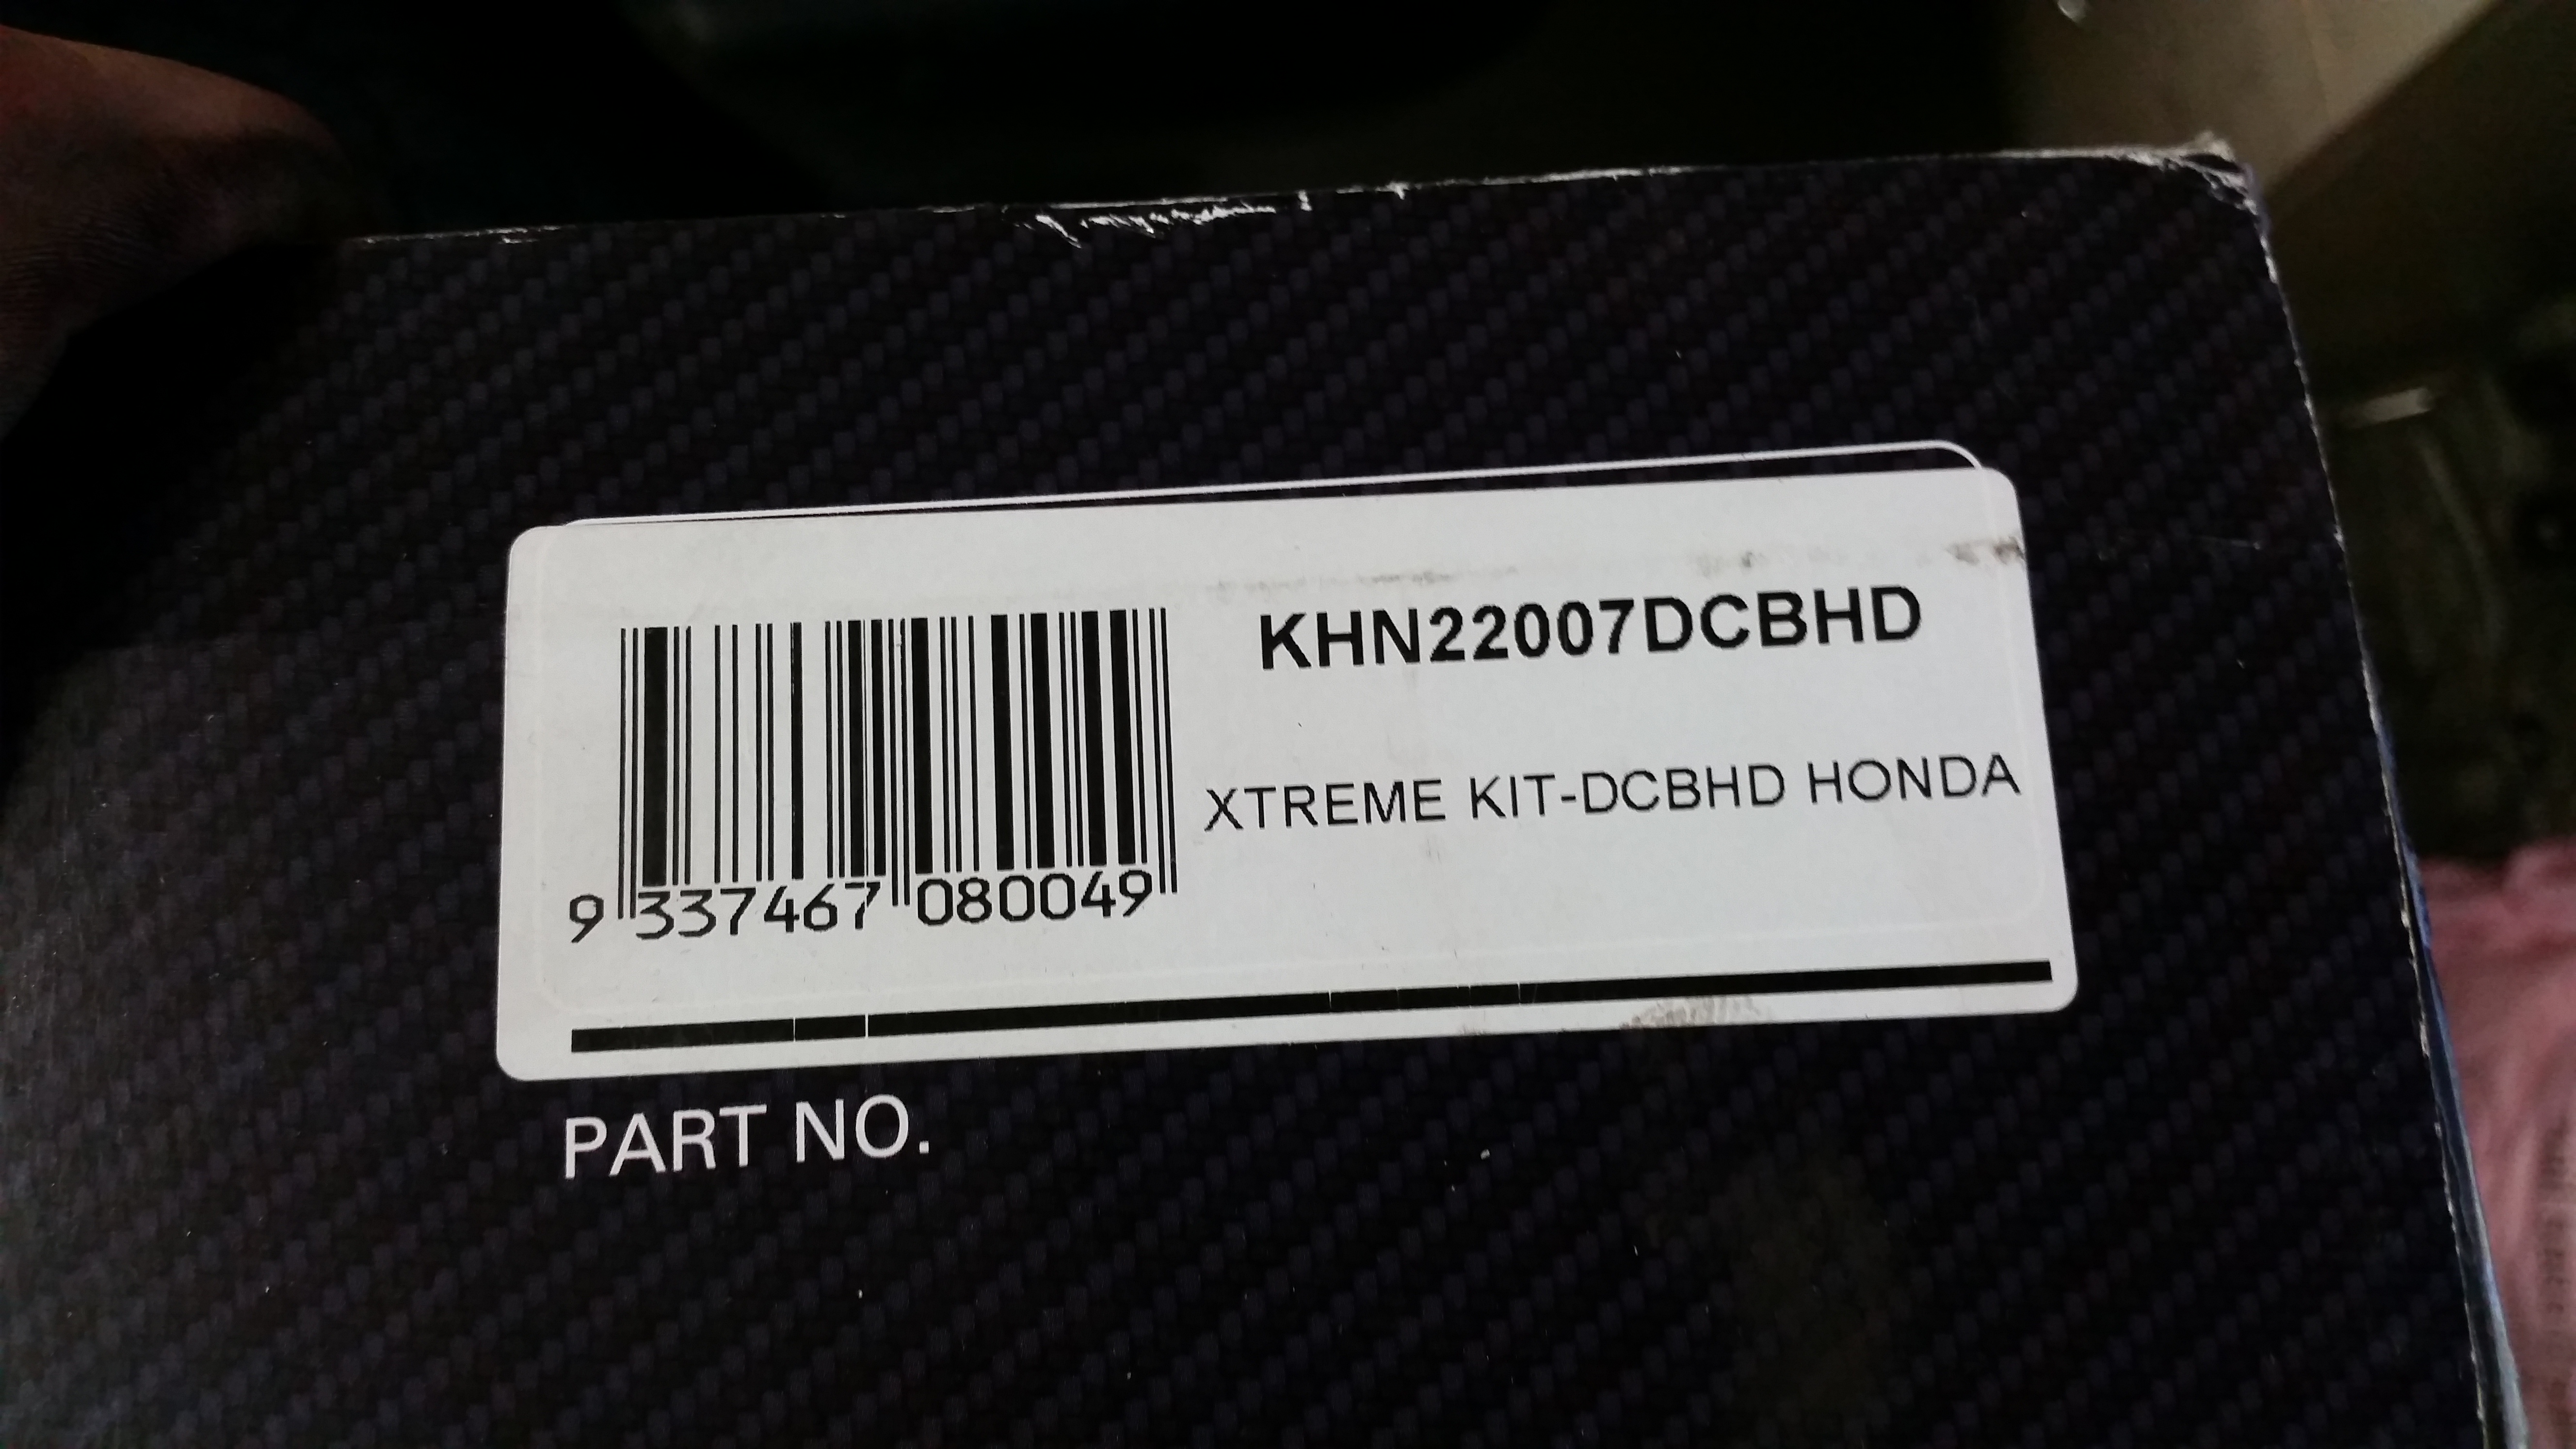 KHN22007DCBHD
XTREME KIT-DCBHD HONDA
9 337467 080049
PART NO.